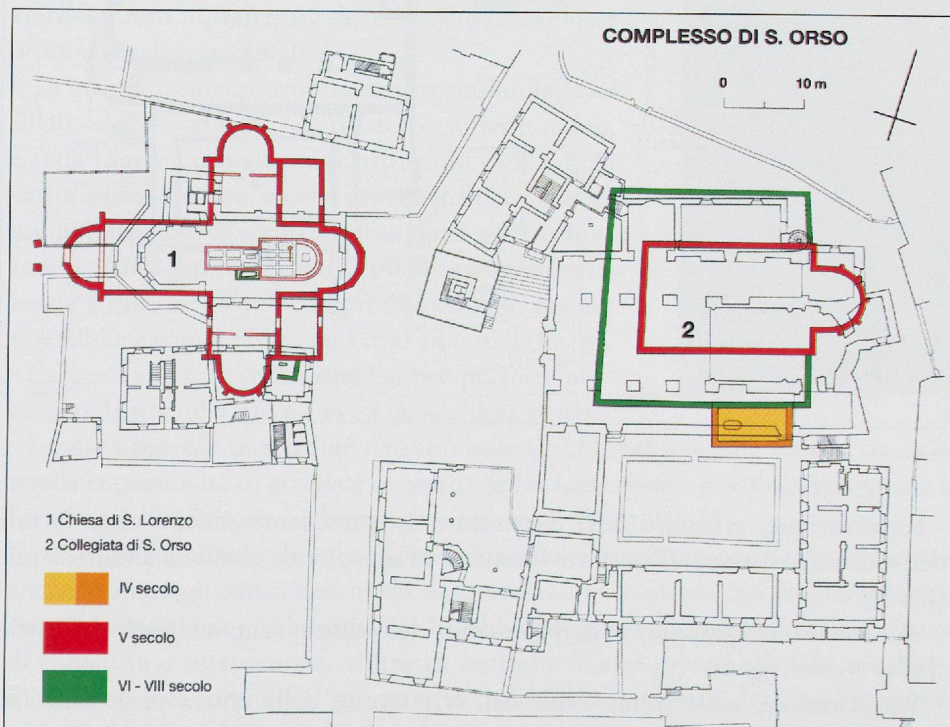 COMPLESSO DI S. ORSO
0 10 m
1
2
1 Chiesa di S. Lorenzo
2 Collegiata di S. Orso
IV secolo
V secolo
VI - VIII secolo